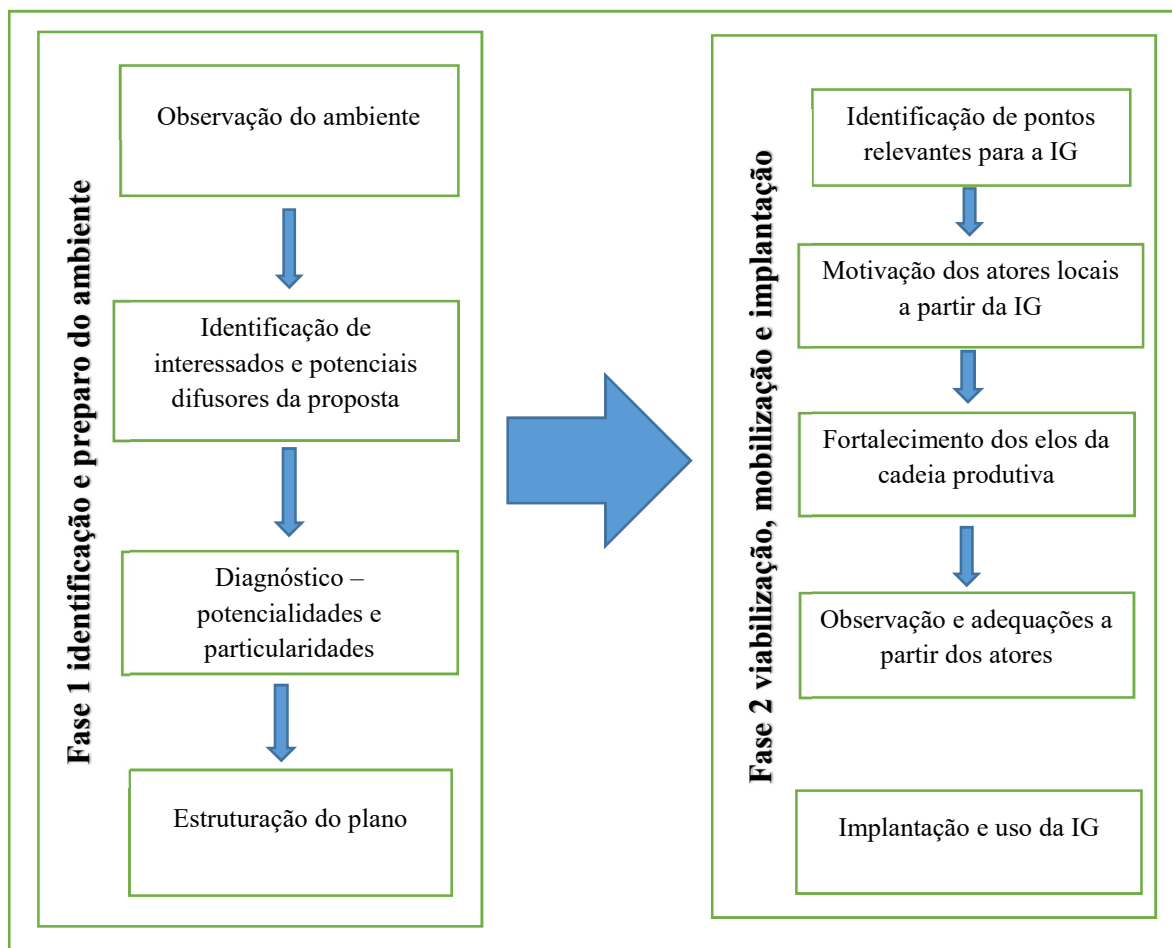 Fase 1 identificação e preparo do ambiente
Observação do ambiente
Identificação de
interessados e potenciais
difusores da proposta
Diagnóstico –
potencialidades e
particularidades
Estruturação do plano
Fase 2 viabilização, mobilização e implantação
Identificação de pontos
relevantes para a IG
Motivação dos atores locais
a partir da IG
Fortalecimento dos elos da
cadeia produtiva
Observação e adequações a
partir dos atores
Implantação e uso da IG